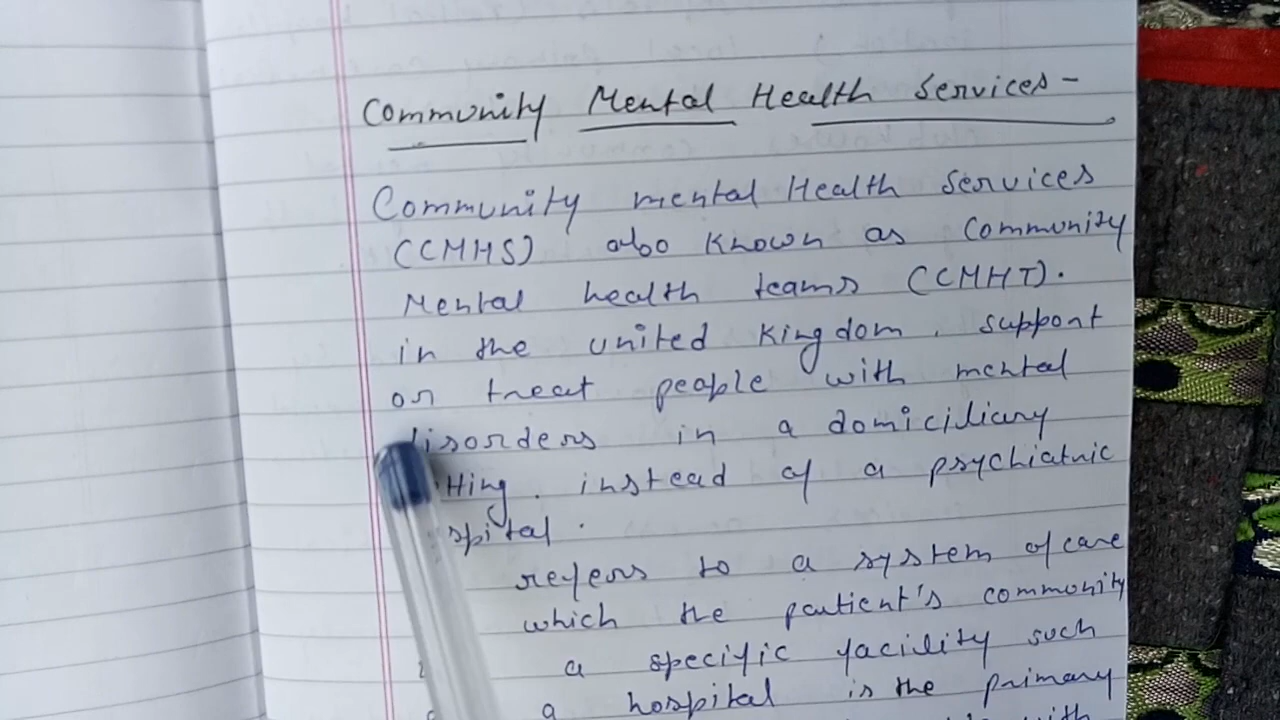 Community Mental Health Services -
Community mental Health Services
(CMHS) also known as Community
Mental health teams (CMHT).
in the united Kingdom, support
or treat people with mental
disorders in a domiciliary
instead of a psychiatric
refers to a system of care
which the patient's community
a specific facility such
a hospital is the primary
with